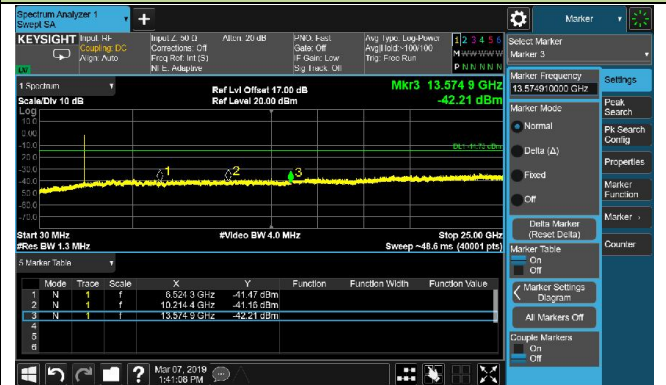 Spectrum Analyzer 1
Swept SA
+
Marker
KEYSIGHT Input: RF
Coupling: DC
Align: Auto
Input Z: 50 Ω
Corrections: Off
Freq Ref: Int (S)
NFE: Adaptive
Atten: 20 dB
PNO: Fast
Gate: Off
IF Gain: Low
Sig Track: Off
Avg Type: Log-Power
Avg|Hold:>100/100
Trig: Free Run
1 2 3 4 5 6
M W W W W W
P N N N N N
LXI
Select Marker
Marker 3
1 Spectrum
Scale/Div 10 dB
Ref Lvl Offset 17.00 dB
Ref Level 20.00 dBm
Mkr3 13.574 9 GHz
-42.21 dBm
Log
10.0
0.00
-10.0
-20.0
-30.0
-40.0
-50.0
-60.0
-70.0
1
2
3
Start 30 MHz
#Res BW 1.3 MHz
#Video BW 4.0 MHz
Stop 25.00 GHz
Sweep ~48.6 ms (40001 pts)
5 Marker Table
Mode Trace Scale X Y Function Function Width Function Value
1 N 1 f 6.524 3 GHz -41.47 dBm
2 N 1 f 10.214 4 GHz -41.16 dBm
3 N 1 f 13.574 9 GHz -42.21 dBm
4
5
6
Marker Frequency
13.574910000 GHz
Marker Mode
Normal
Delta (Δ)
Fixed
Off
Delta Marker
(Reset Delta)
Marker Table
On
Off
Marker Settings
Diagram
All Markers Off
Couple Markers
On
Off
Settings
Peak
Search
Pk Search
Config
Properties
Marker
Function
Marker→
Counter
?
Mar 07, 2019
1:41:08 PM